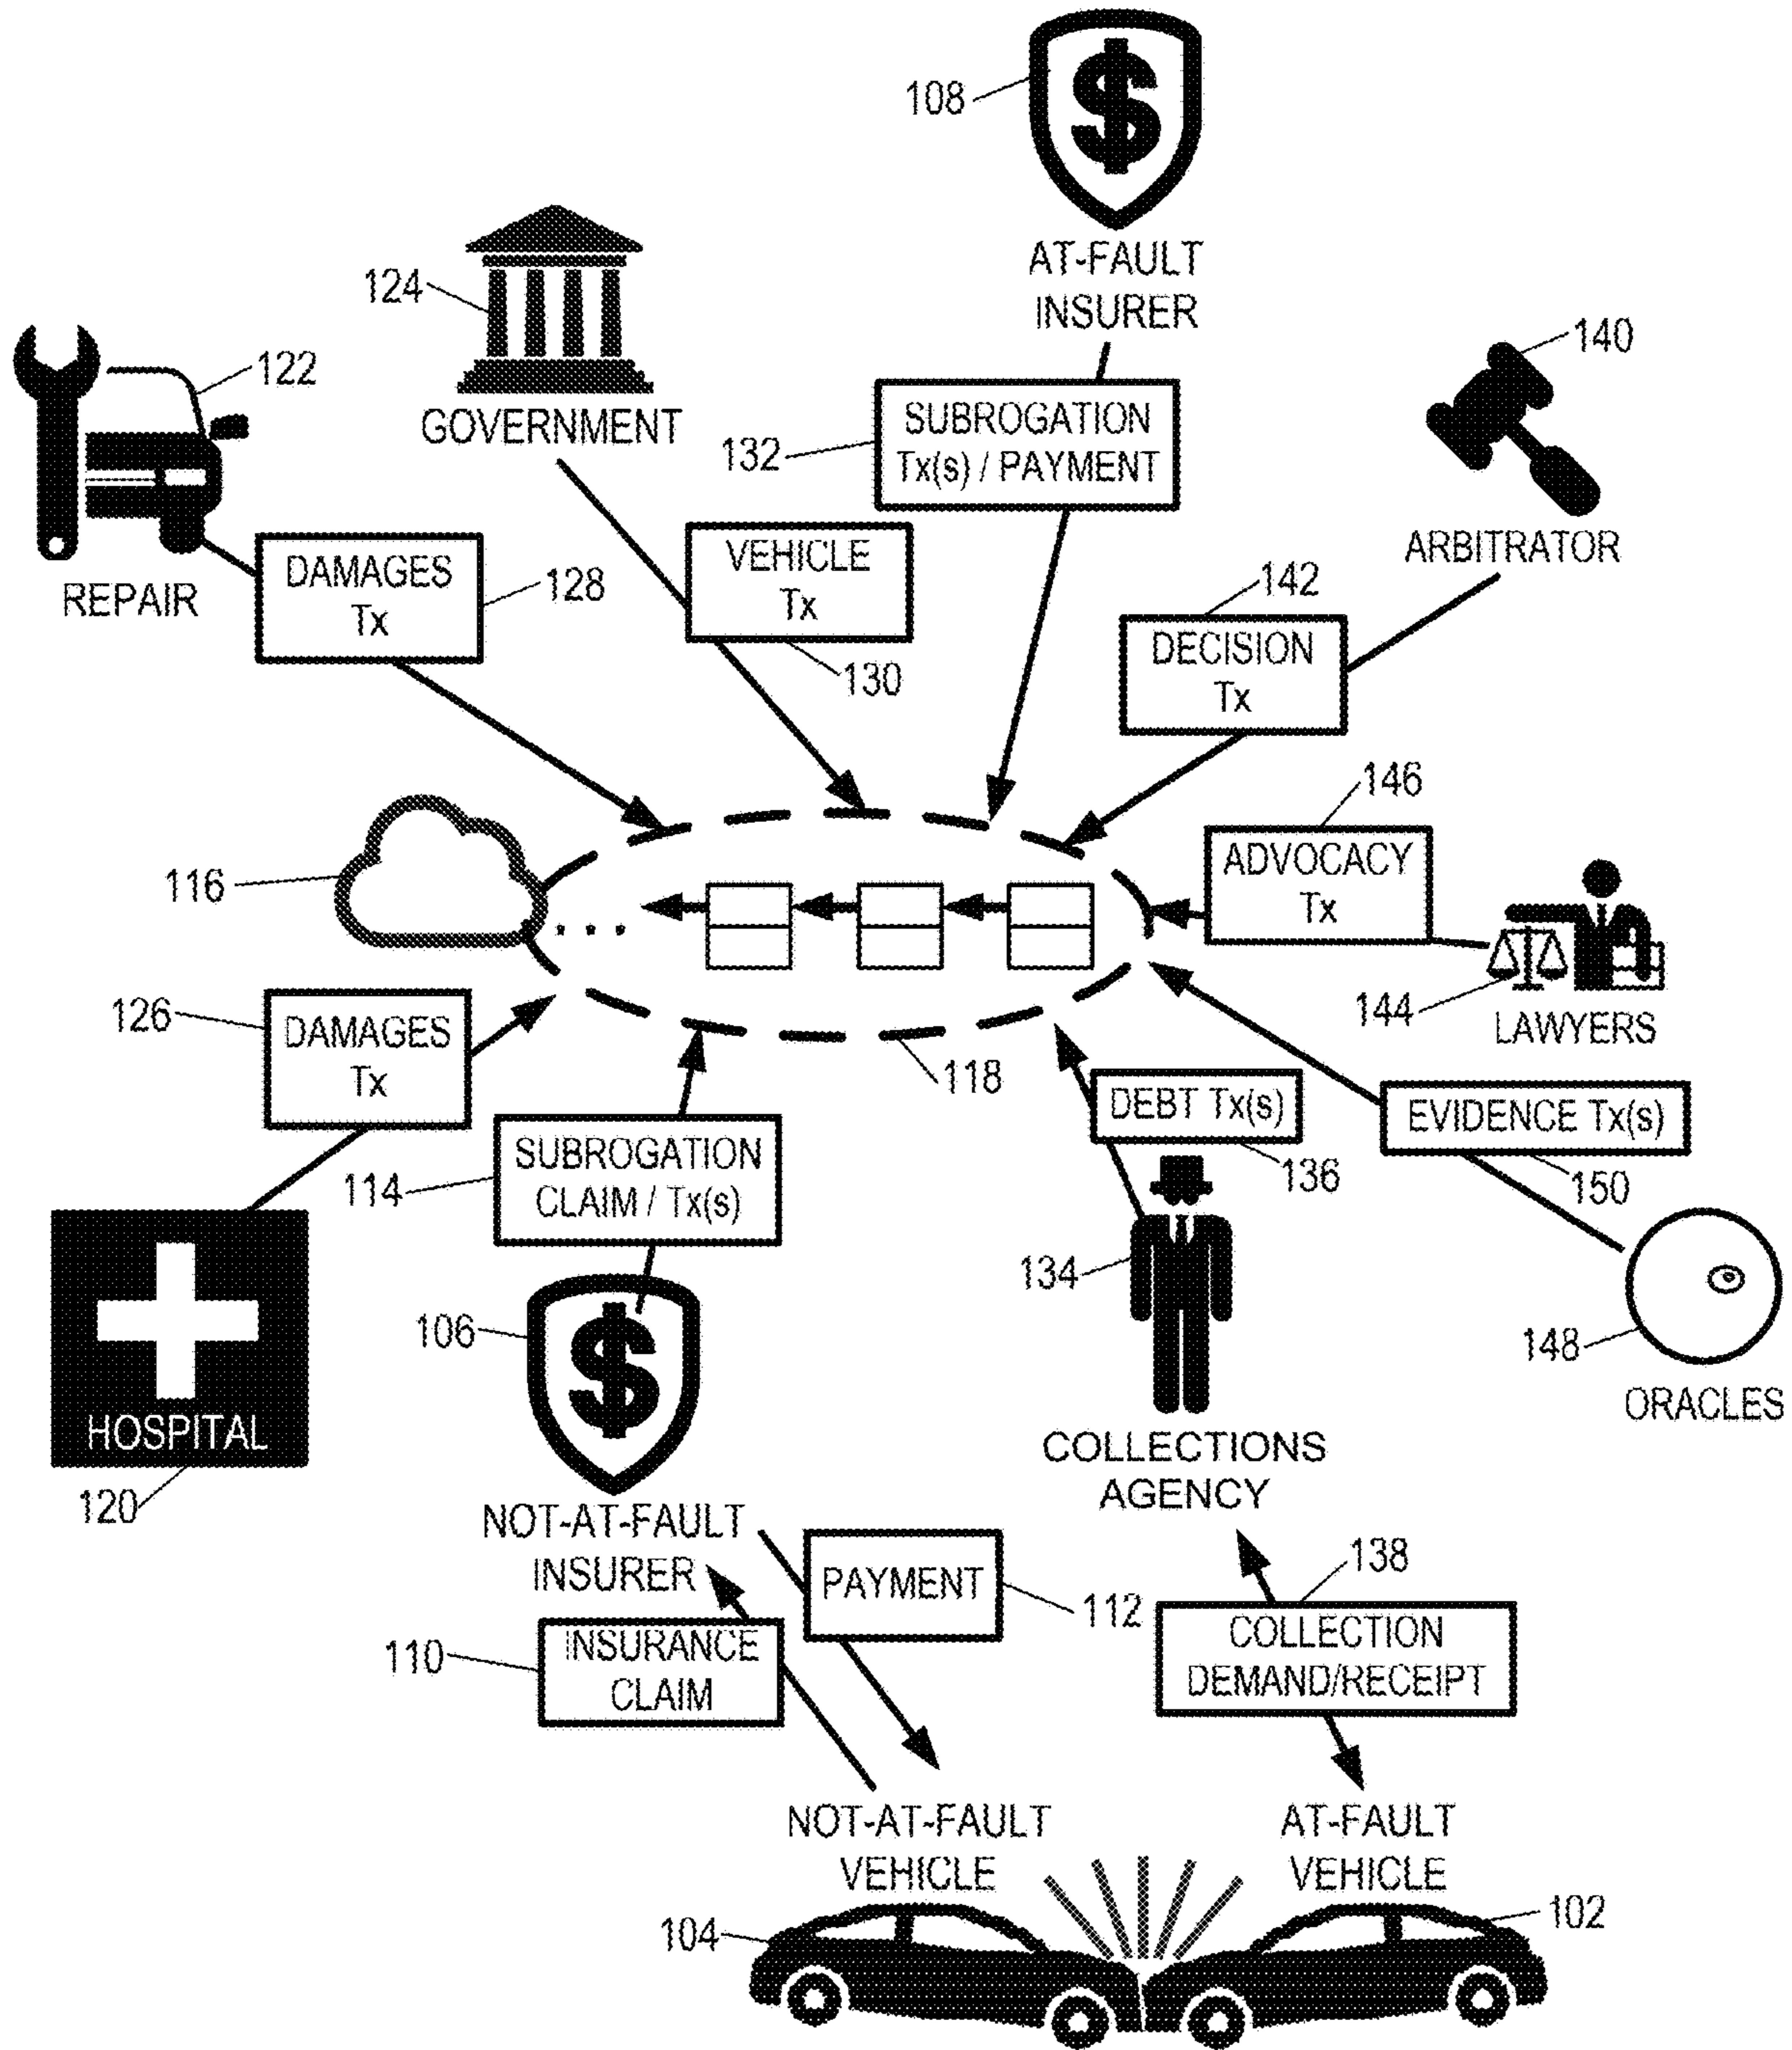 108
AT-FAULT
INSURER
124
GOVERNMENT
122
REPAIR
140
ARBITRATOR
132
SUBROGATION
Tx(s) / PAYMENT
DAMAGES
Tx
128
VEHICLE
Tx
130
142
DECISION
Tx
146
ADVOCACY
Tx
116
. . .
144
LAWYERS
118
126
DAMAGES
Tx
DEBT Tx(s)
136
EVIDENCE Tx(s)
150
114
SUBROGATION
CLAIM / Tx(s)
134
106
148
ORACLES
HOSPITAL
120
COLLECTIONS
AGENCY
NOT-AT-FAULT
INSURER
PAYMENT
112
138
COLLECTION
DEMAND/RECEIPT
110
INSURANCE
CLAIM
NOT-AT-FAULT
VEHICLE
AT-FAULT
VEHICLE
104
102